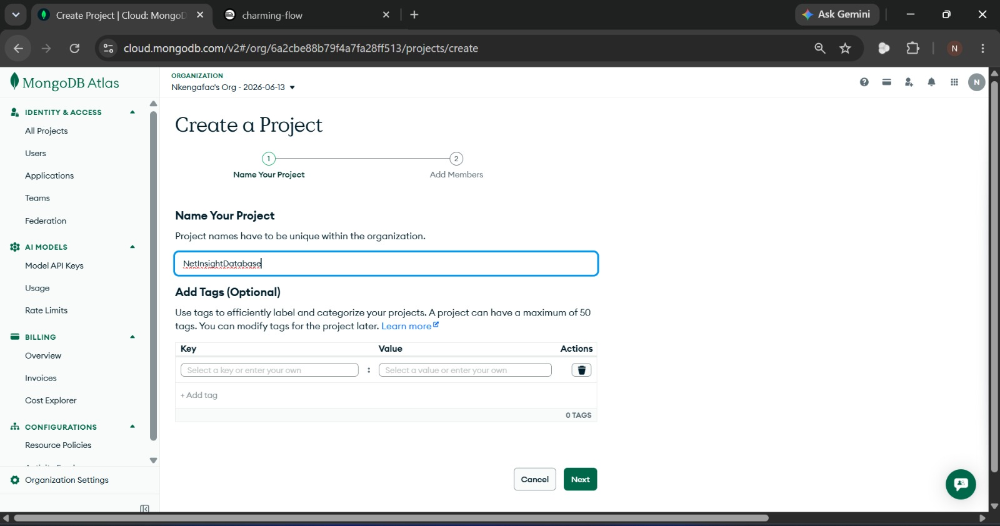 Create Project | Cloud: MongoD
charming-flow
Ask Gemini
cloud.mongodb.com/v2#/org/6a2cbe88b79f4a7fa28ff513/projects/create
N
MongoDB Atlas
ORGANIZATION
Nkengafac's Org - 2026-06-13
N
IDENTITY & ACCESS
All Projects
Users
Applications
Teams
Federation
AI MODELS
Model API Keys
Usage
Rate Limits
BILLING
Overview
Invoices
Cost Explorer
CONFIGURATIONS
Resource Policies
Organization Settings
Create a Project
1
2
Name Your Project
Add Members
Name Your Project
Project names have to be unique within the organization.
NetInsightDatabase
Add Tags (Optional)
Use tags to efficiently label and categorize your projects. A project can have a maximum of 50
tags. You can modify tags for the project later. Learn more
Key Value Actions
Select a key or enter your own : Select a value or enter your own
+ Add tag
0 TAGS
Cancel Next